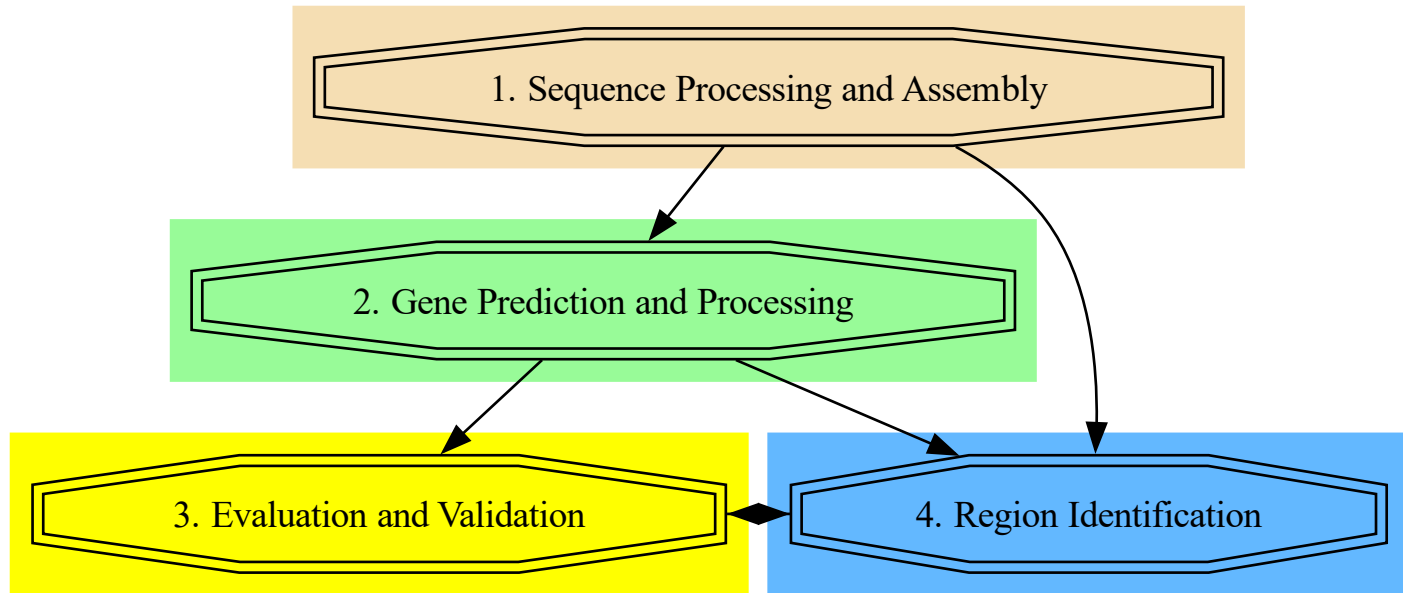 1. Sequence Processing and Assembly
2. Gene Prediction and Processing
3. Evaluation and Validation
4. Region Identification